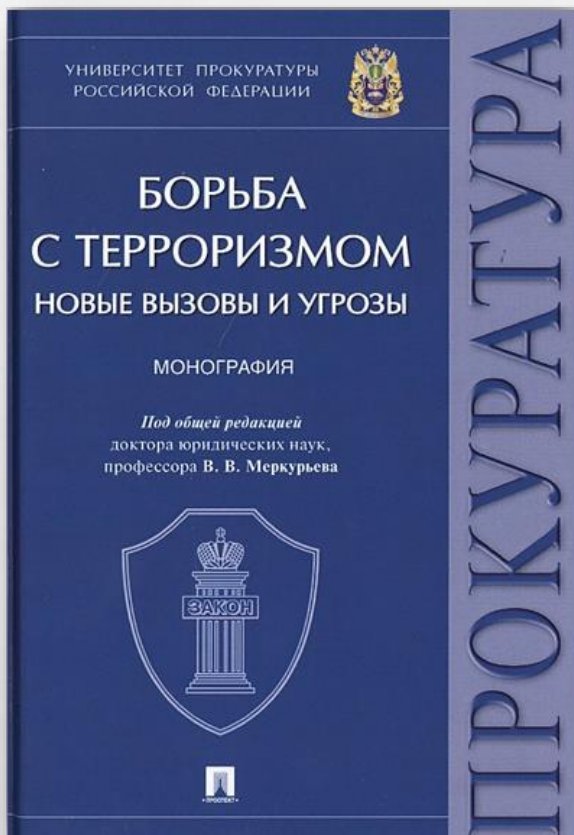 УНИВЕРСИТЕТ ПРОКУРАТУРЫ
РОССИЙСКОЙ ФЕДЕРАЦИИ
БОРЬБА
С ТЕРРОРИЗМОМ
НОВЫЕ ВЫЗОВЫ И УГРОЗЫ
МОНОГРАФИЯ
Под общей редакцией
доктора юридических наук,
профессора В. В. Меркурьева
ЗАКОН
•ПРОСПЕКТ•
ПРОКУРАТУРА